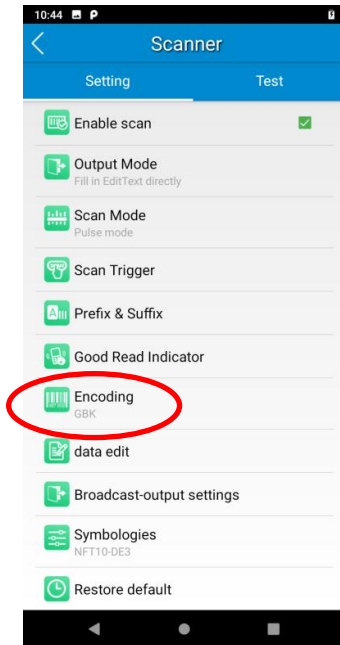 10:44
Scanner
Setting Test
Enable scan
Output Mode
Fill in EditText directly
Scan Mode
Pulse mode
Scan Trigger
Prefix & Suffix
Good Read Indicator
Encoding
GBK
data edit
Broadcast-output settings
Symbologies
NFT10-DE3
Restore default